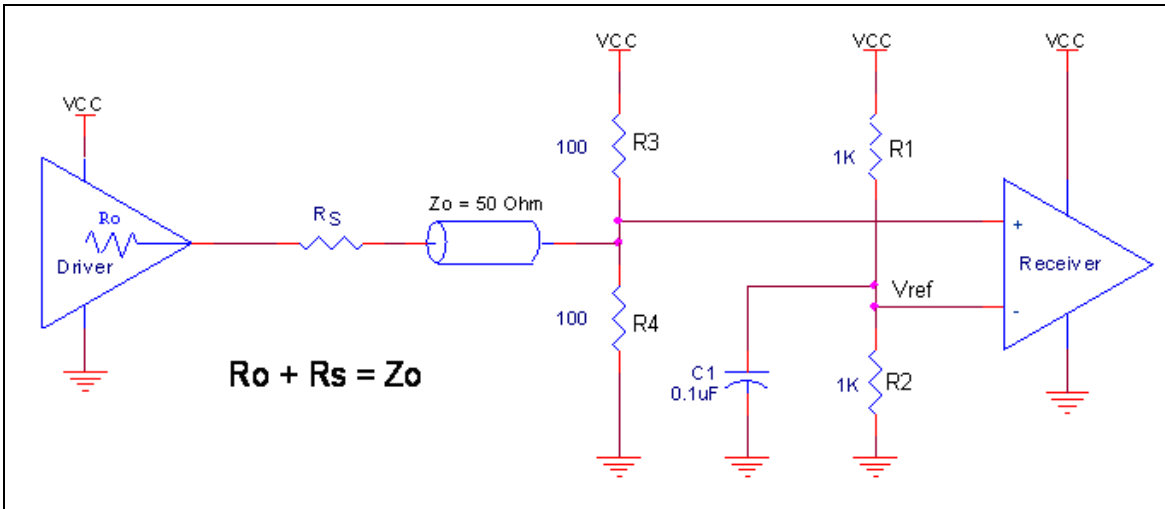 VCC
VCC
VCC
VCC
R3
100
R1
1K
Zo = 50 Ohm
RS
Ro
Driver
+
Receiver
Vref
-
100
R4
Ro + Rs = Zo
C1
0.1uF
1K
R2